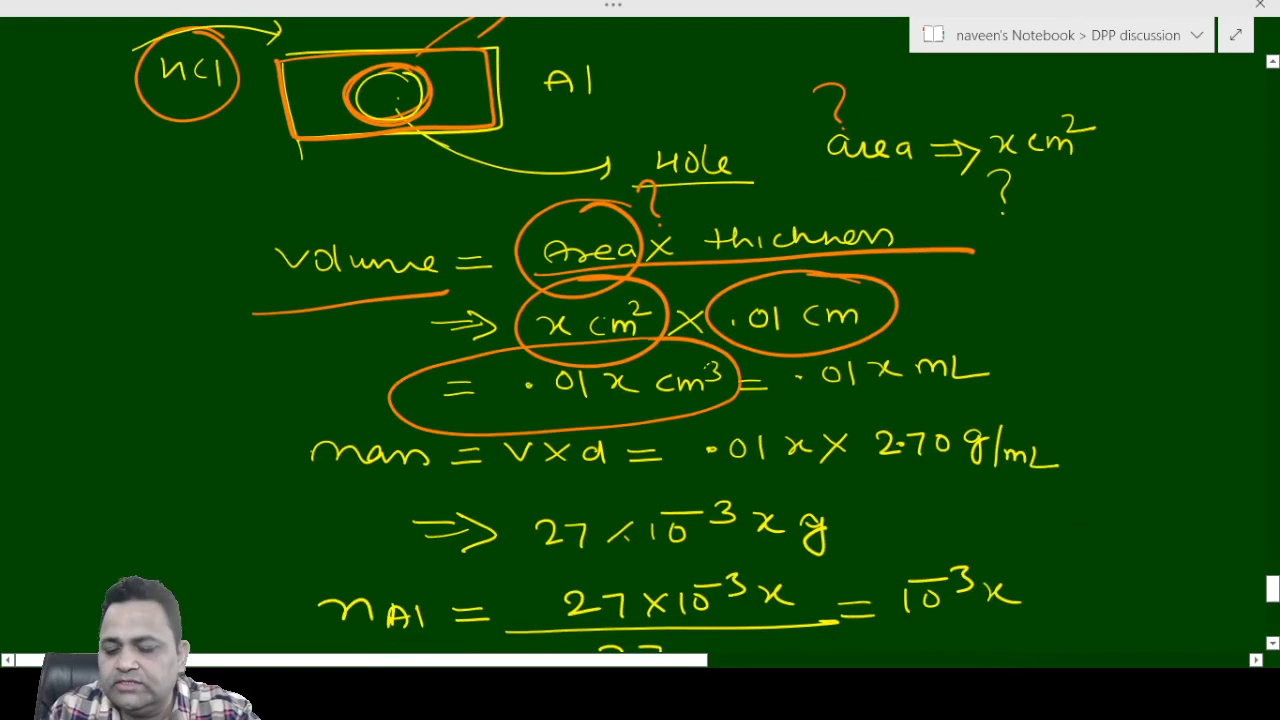 naveen's Notebook > DPP discussion
HCl
Al
?
area ⇒ x cm²
?
Hole
?
Volume = Area × thickness
⇒ x cm² × .01 cm
= .01 x cm³ = .01 x mL
mass = V × d = .01 x × 2.70 g/mL
⇒ 27 × 10⁻³ x g
nAl = 27 × 10⁻³ x = 10⁻³ x